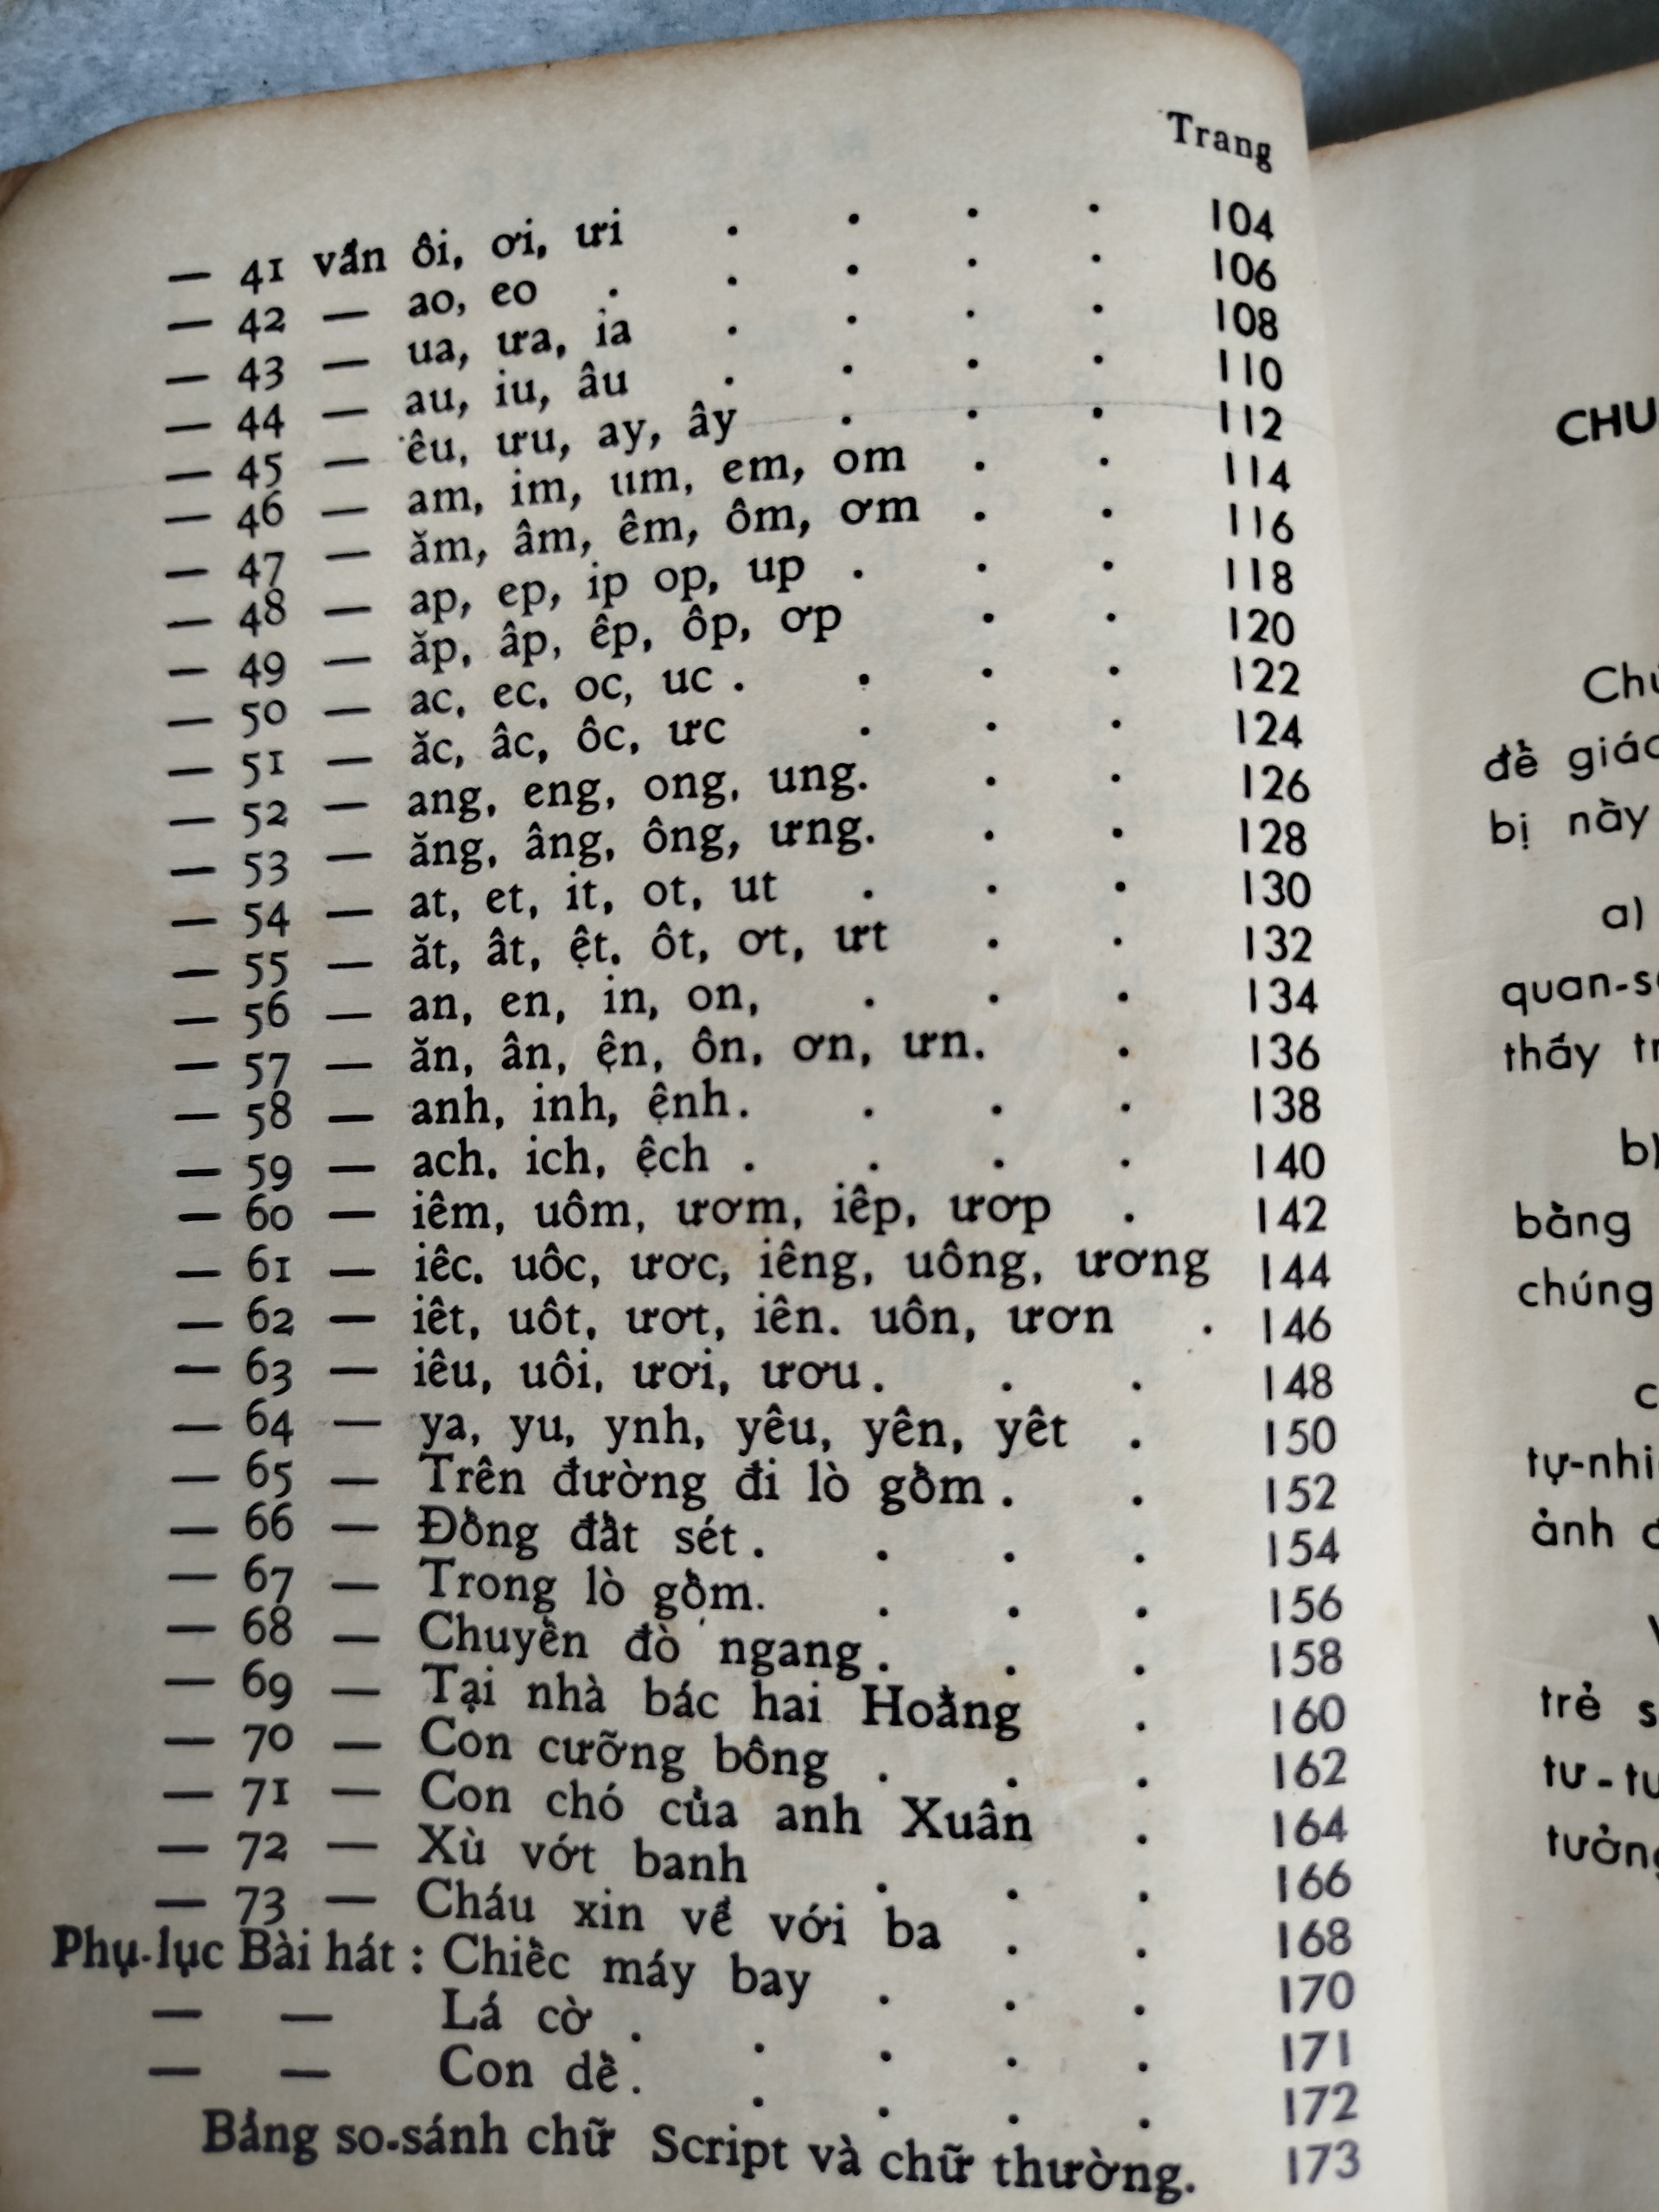 Trang
— 41 vần ôi, ơi, ưi . . . . 104
— 42 — ao, eo . . . . . 106
— 43 — ua, ưa, ia . . . . 108
— 44 — au, iu, âu . . . . 110
— 45 — êu, ưu, ay, ây . . . 112
— 46 — am, im, um, em, om . . 114
— 47 — ăm, âm, êm, ôm, ơm . . 116
— 48 — ap, ep, ip op, up . . . 118
— 49 — ăp, âp, êp, ôp, ơp . . 120
— 50 — ac, ec, oc, uc . . . . 122
— 51 — ăc, âc, ôc, ưc . . . 124
— 52 — ang, eng, ong, ung. . . 126
— 53 — ăng, âng, ông, ưng. . . 128
— 54 — at, et, it, ot, ut . . . 130
— 55 — ăt, ât, ệt, ôt, ơt, ưt . . 132
— 56 — an, en, in, on, . . . 134
— 57 — ăn, ân, ện, ôn, ơn, ưn. . 136
— 58 — anh, inh, ệnh. . . . 138
— 59 — ach. ich, ệch . . . . 140
— 60 — iêm, uôm, ươm, iêp, ươp . 142
— 61 — iêc. uôc, ươc, iêng, uông, ương 144
— 62 — iêt, uôt, ươt, iên. uôn, ươn . 146
— 63 — iêu, uôi, ươi, ươu. . . 148
— 64 — ya, yu, ynh, yêu, yên, yêt . 150
— 65 — Trên đường đi lò gồm . . 152
— 66 — Đồng đất sét . . . . 154
— 67 — Trong lò gồm. . . . 156
— 68 — Chuyến đò ngang . . . 158
— 69 — Tại nhà bác hai Hoằng . 160
— 70 — Con cưỡng bông . . . 162
— 71 — Con chó của anh Xuân . 164
— 72 — Xù vớt banh . . . 166
— 73 — Cháu xin về với ba . . 168
Phụ-lục Bài hát : Chiếc máy bay . . . 170
— — Lá cờ . . . . . 171
— — Con dề . . . . . 172
Bảng so-sánh chữ Script và chữ thường. 173
CHU
Chú
đề giác
bị nầy
a)
quan-s
thấy tr
b)
bằng
chúng
c
tự-nhi
ảnh
trẻ s
tư-tu
tưởng